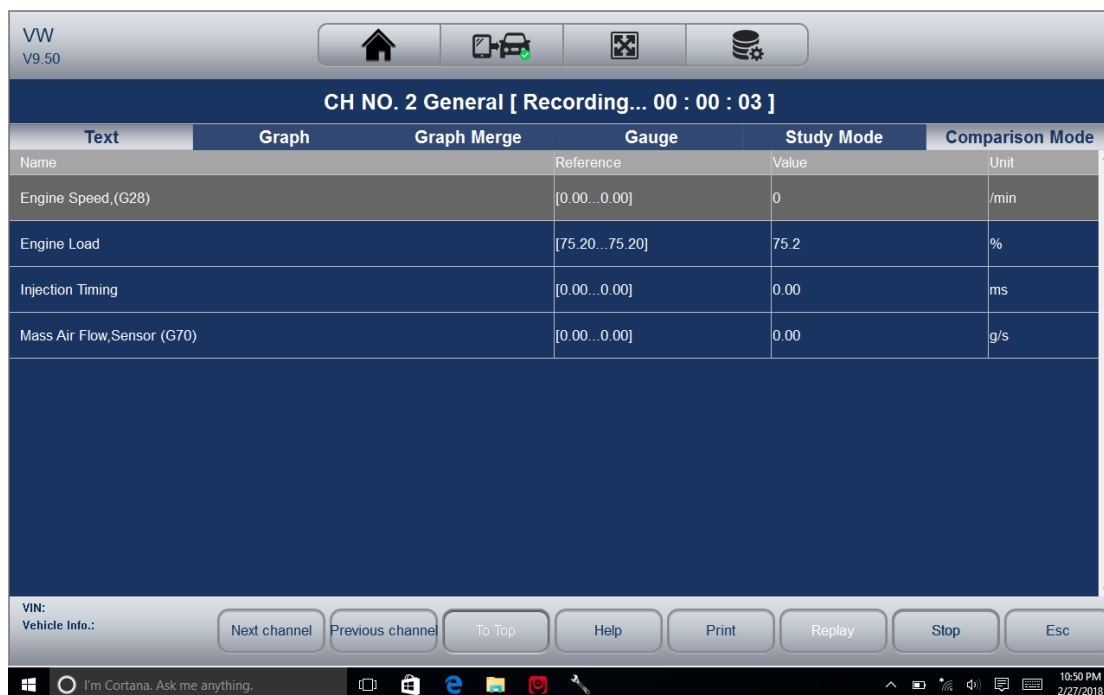 VW
V9.50
CH NO. 2 General [ Recording... 00 : 00 : 03 ]
Text Graph Graph Merge Gauge Study Mode Comparison Mode
Name Reference Value Unit
Engine Speed,(G28) [0.00...0.00] 0 /min
Engine Load [75.20...75.20] 75.2 %
Injection Timing [0.00...0.00] 0.00 ms
Mass Air Flow,Sensor (G70) [0.00...0.00] 0.00 g/s
VIN:
Vehicle Info.:
Next channel Previous channel To Top Help Print Replay Stop Esc
I'm Cortana. Ask me anything.
10:50 PM
2/27/2018